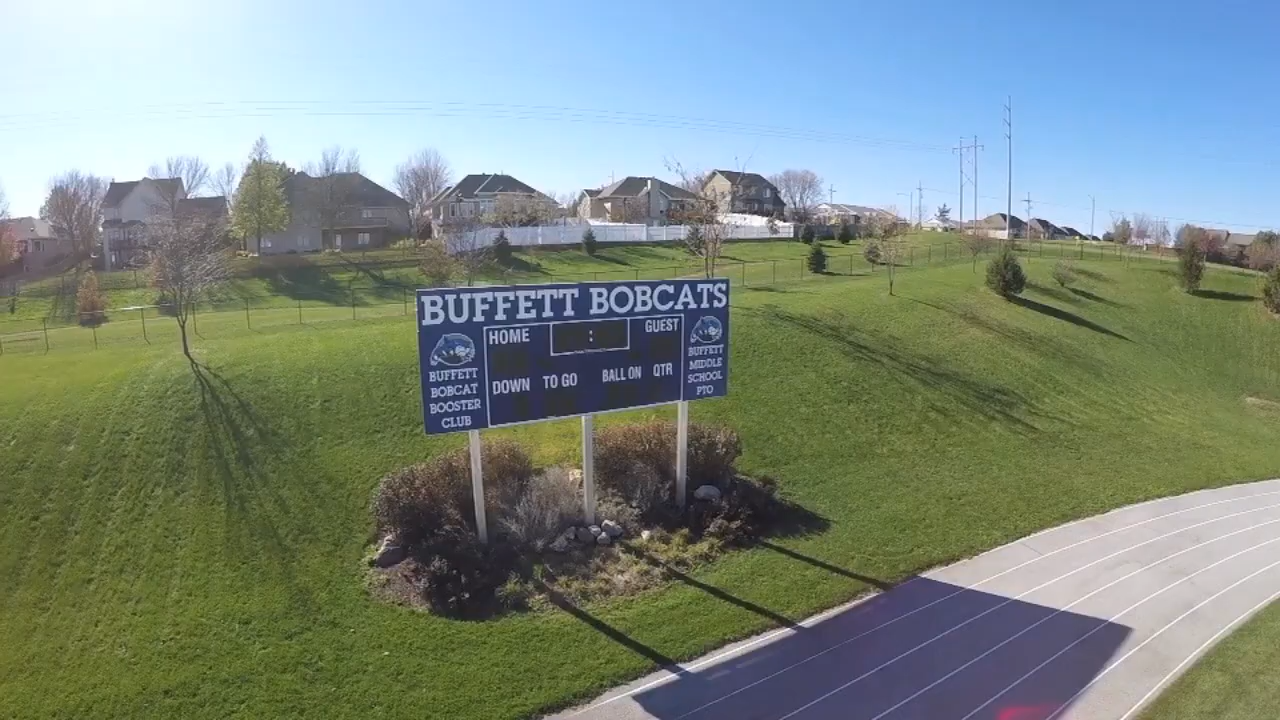 BUFFETT BOBCATS
HOME
:
GUEST
DOWN TO GO BALL ON QTR
BUFFETT
BOBCAT
BOOSTER
CLUB
BUFFETT
MIDDLE
SCHOOL
PTO